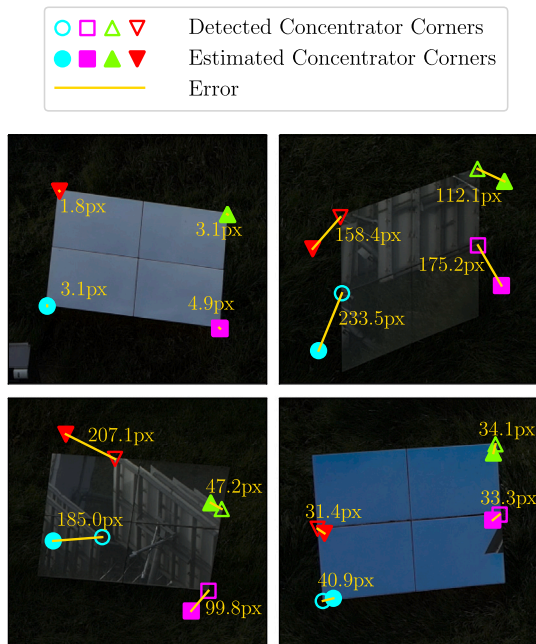 Detected Concentrator Corners
Estimated Concentrator Corners
Error
1.8px
3.1px
3.1px
4.9px
112.1px
158.4px
175.2px
233.5px
207.1px
47.2px
185.0px
99.8px
34.1px
33.3px
31.4px
40.9px